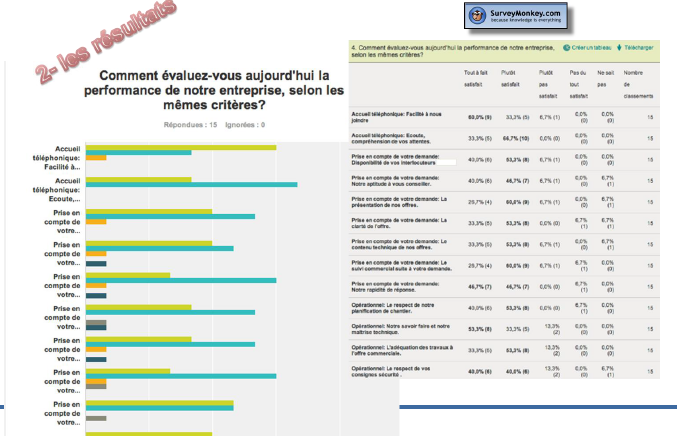 2- les résultats
SurveyMonkey.com
because knowledge is everything
Comment évaluez-vous aujourd'hui la
performance de notre entreprise, selon les
mêmes critères?
Répondues : 15 Ignorées : 0
Accueil
téléphonique:
Facilité à...
Accueil
téléphonique:
Ecoute,...
Prise en
compte de
votre...
Prise en
compte de
votre...
Prise en
compte de
votre...
Prise en
compte de
votre...
Prise en
compte de
votre...
Prise en
compte de
votre...
Prise en
compte de
votre...
4. Comment évaluez-vous aujourd'hui la performance de notre entreprise,
selon les mêmes critères?
Créer un tableau Télécharger
Tout à fait Plutôt Plutôt Pas du Ne sait Nombre
satisfait satisfait pas tout pas de
satisfait satisfait classements
Accueil téléphonique: Facilité à nous
joindre
60,0% (9) 33,3% (5) 6,7% (1) 0,0% (0) 0,0% (0) 15
Accueil téléphonique: Ecoute,
compréhension de vos attentes.
33,3% (5) 66,7% (10) 0,0% (0) 0,0% (0) 0,0% (0) 15
Prise en compte de votre demande:
Disponibilité de vos interlocuteurs
40,0% (6) 53,3% (8) 6,7% (1) 0,0% (0) 0,0% (0) 15
Prise en compte de votre demande:
Notre aptitude à vous conseiller.
40,0% (6) 46,7% (7) 6,7% (1) 0,0% (0) 6,7% (1) 15
Prise en compte de votre demande: La
présentation de nos offres.
26,7% (4) 60,0% (9) 6,7% (1) 0,0% (0) 6,7% (1) 15
Prise en compte de votre demande: La
clarté de l'offre.
33,3% (5) 53,3% (8) 0,0% (0) 6,7% (1) 6,7% (1) 15
Prise en compte de votre demande: Le
contenu technique de nos offres.
33,3% (5) 53,3% (8) 6,7% (1) 0,0% (0) 6,7% (1) 15
Prise en compte de votre demande: Le
suivi commercial suite à votre demande.
26,7% (4) 60,0% (9) 6,7% (1) 6,7% (1) 0,0% (0) 15
Prise en compte de votre demande:
Notre rapidité de réponse.
46,7% (7) 46,7% (7) 0,0% (0) 6,7% (1) 0,0% (0) 15
Opérationnel: Le respect de notre
planification de chantier.
40,0% (6) 53,3% (8) 0,0% (0) 6,7% (1) 0,0% (0) 15
Opérationnel: Notre savoir faire et notre
maîtrise technique.
53,3% (8) 33,3% (5) 13,3% (2) 0,0% (0) 0,0% (0) 15
Opérationnel: L'adéquation des travaux à
l'offre commerciale.
33,3% (5) 53,3% (8) 13,3% (2) 0,0% (0) 0,0% (0) 15
Opérationnel: Le respect de vos
consignes sécurité .
40,0% (6) 40,0% (6) 13,3% (2) 0,0% (0) 6,7% (1) 15